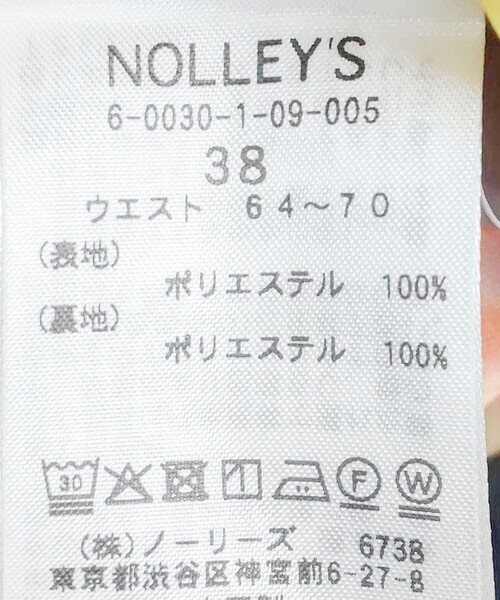 NOLLEY'S
6-0030-1-09-005
38
ウエスト 64～70
(表地)
ポリエステル 100%
(裏地)
ポリエステル 100%
30 F W
(株)ノーリーズ 6738
東京都渋谷区神宮前6-27-8